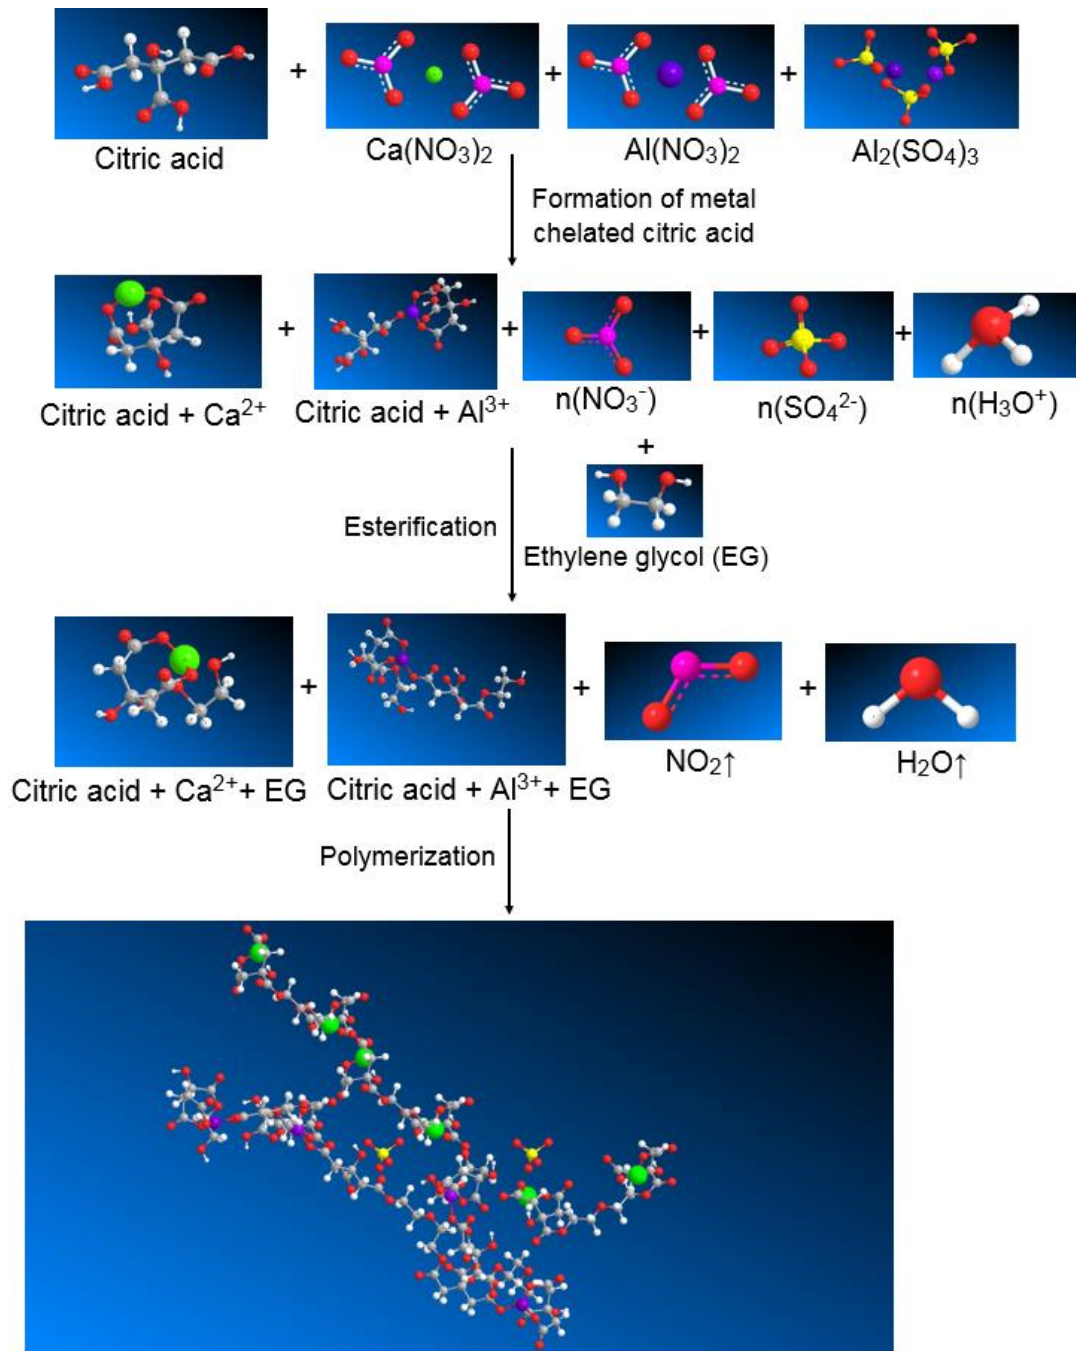 + + +
Citric acid Ca(NO₃)₂ Al(NO₃)₂ Al₂(SO₄)₃
Formation of metal
chelated citric acid
+ + + +
Citric acid + Ca²⁺ Citric acid + Al³⁺ n(NO₃⁻) n(SO₄²⁻) n(H₃O⁺)
+
Esterification
Ethylene glycol (EG)
+ + +
Citric acid + Ca²⁺+ EG Citric acid + Al³⁺+ EG NO₂↑ H₂O↑
Polymerization